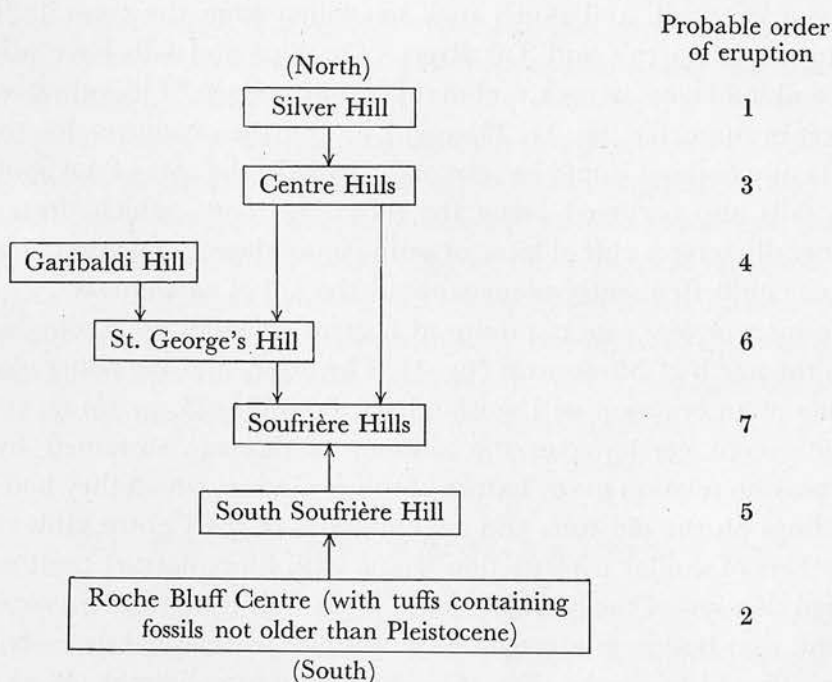 Probable order
of eruption
(North)
Silver Hill 1
Centre Hills 3
Garibaldi Hill 4
St. George's Hill 6
Soufrière Hills 7
South Soufrière Hill 5
Roche Bluff Centre (with tuffs containing
fossils not older than Pleistocene) 2
(South)